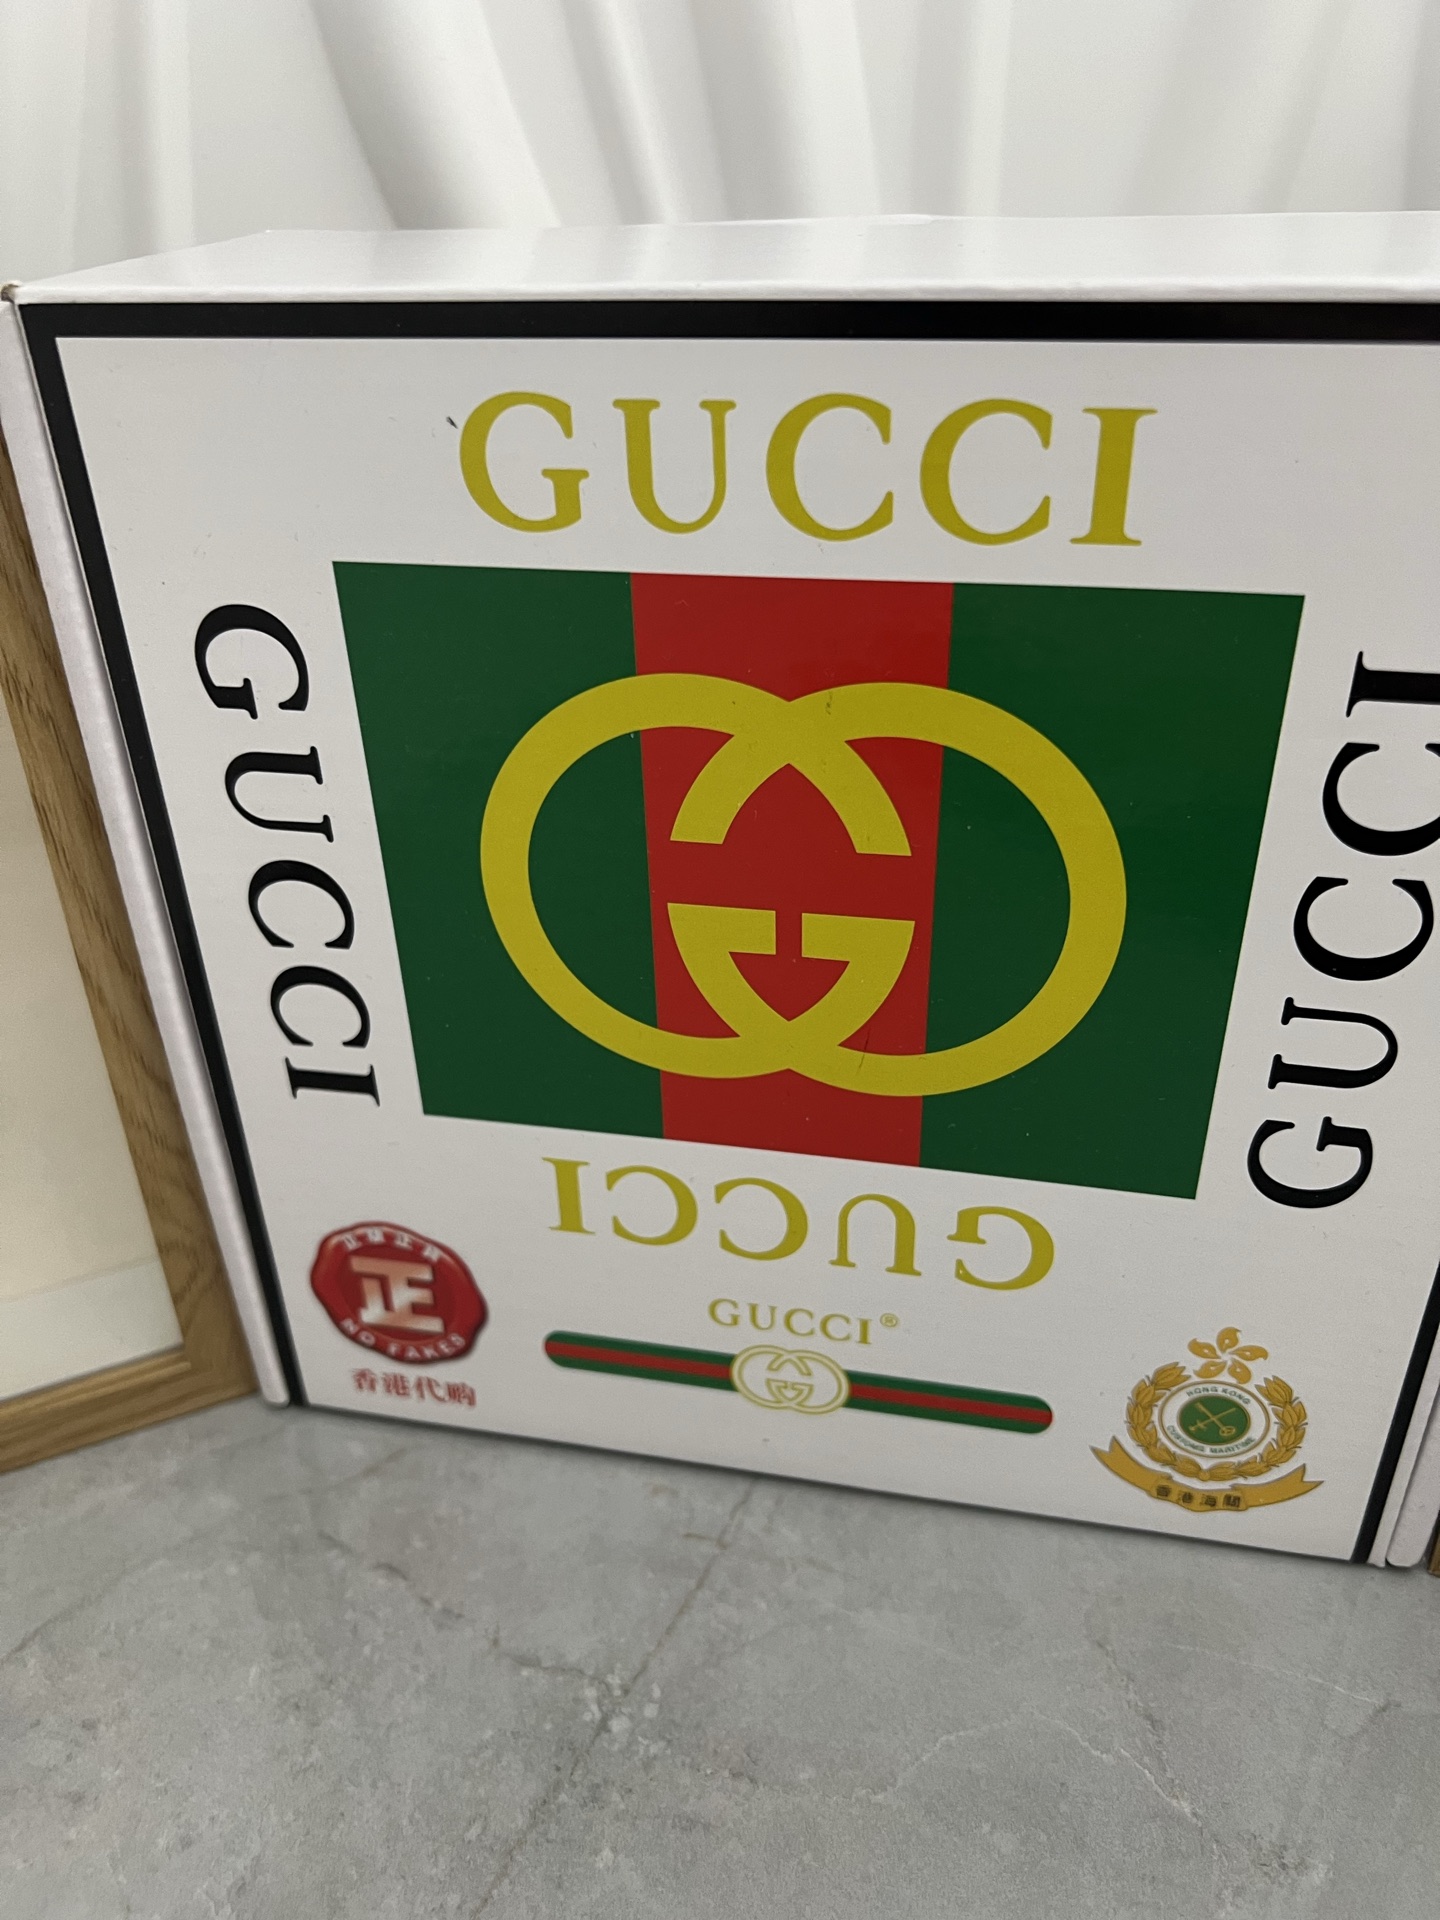 GUCCI
GUCCI
GUCCI
GUCCI
GUCCI®
正
NO FAKES
香港代购
HONG KONG
CUSTOMS MARITIME
香港海關